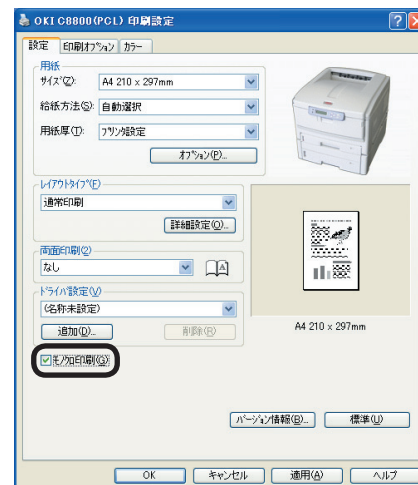 OKI C8800(PCL) 印刷設定
設定 印刷オプション カラー
用紙
サイズ(Z): A4 210 x 297mm
給紙方法(S): 自動選択
用紙厚(T): プリンタ設定
オプション(P)...
レイアウトタイプ(E)
通常印刷
詳細設定(O)...
両面印刷(2)
なし
A
ドライバ設定(V)
(名称未設定)
追加(D)... 削除(R)
A4 210 x 297mm
モノクロ印刷(G)
バージョン情報(B)... 標準(U)
OK キャンセル 適用(A) ヘルプ